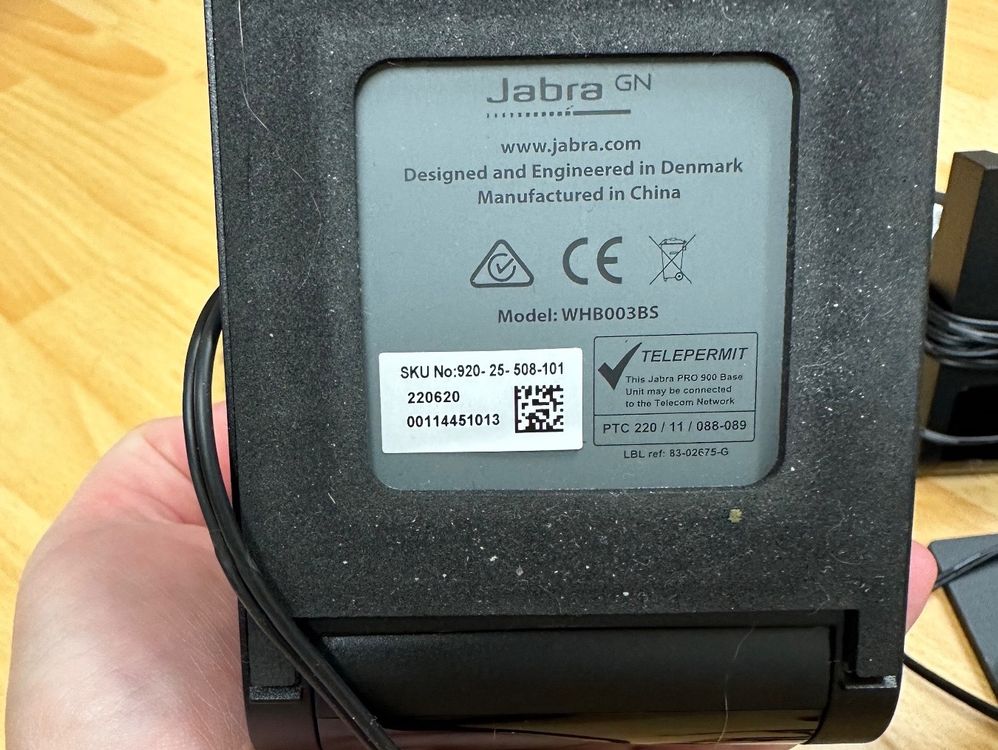 Jabra GN
www.jabra.com
Designed and Engineered in Denmark
Manufactured in China
CE
Model: WHB003BS
SKU No:920- 25- 508-101
220620
00114451013
TELEPERMIT
This Jabra PRO 900 Base
Unit may be connected
to the Telecom Network
PTC 220 / 11 / 088-089
LBL ref: 83-02675-G